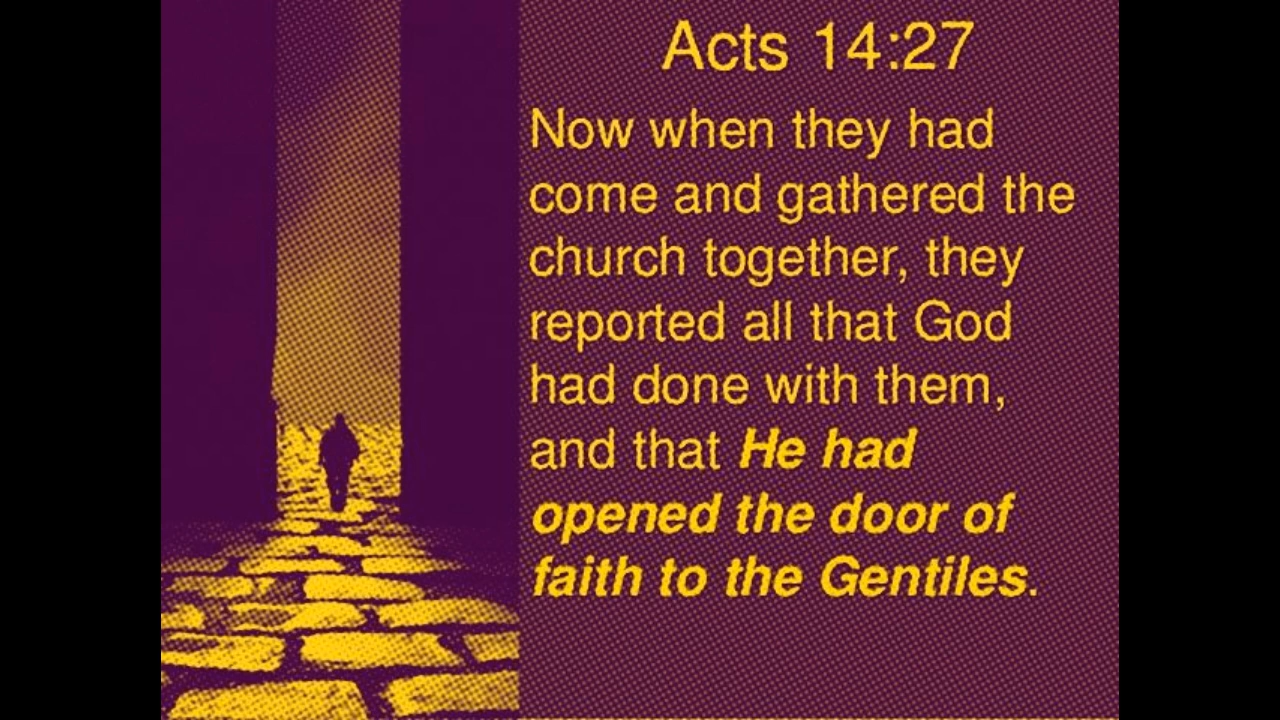 Acts 14:27
Now when they had
come and gathered the
church together, they
reported all that God
had done with them,
and that He had
opened the door of
faith to the Gentiles.